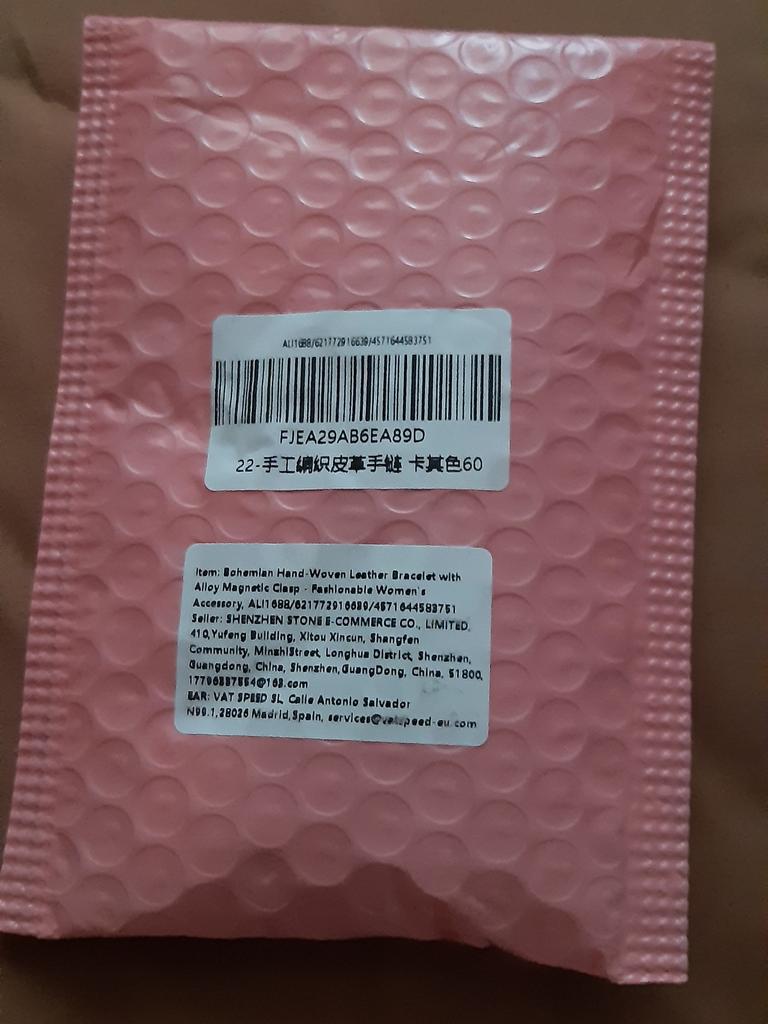 ALI1688/621772916639/4571644583751
FJEA29AB6EA89D
22-手工编织皮革手链 卡其色60
Item: Bohemian Hand-Woven Leather Bracelet with
Alloy Magnetic Clasp - Fashionable Women's
Accessory, ALI1688/621772916639/4571644583751
Seller: SHENZHEN STONE E-COMMERCE CO., LIMITED,
410,Yufeng Building, Xitou Xincun, Shangfen
Community, MinzhiStreet, Longhua District, Shenzhen,
Guangdong, China, Shenzhen,GuangDong, China, 51800,
EAR: VAT SPEED SL, Calle Antonio Salvador
N99.1,28026 Madrid,Spain, services@vatspeed-eu.com